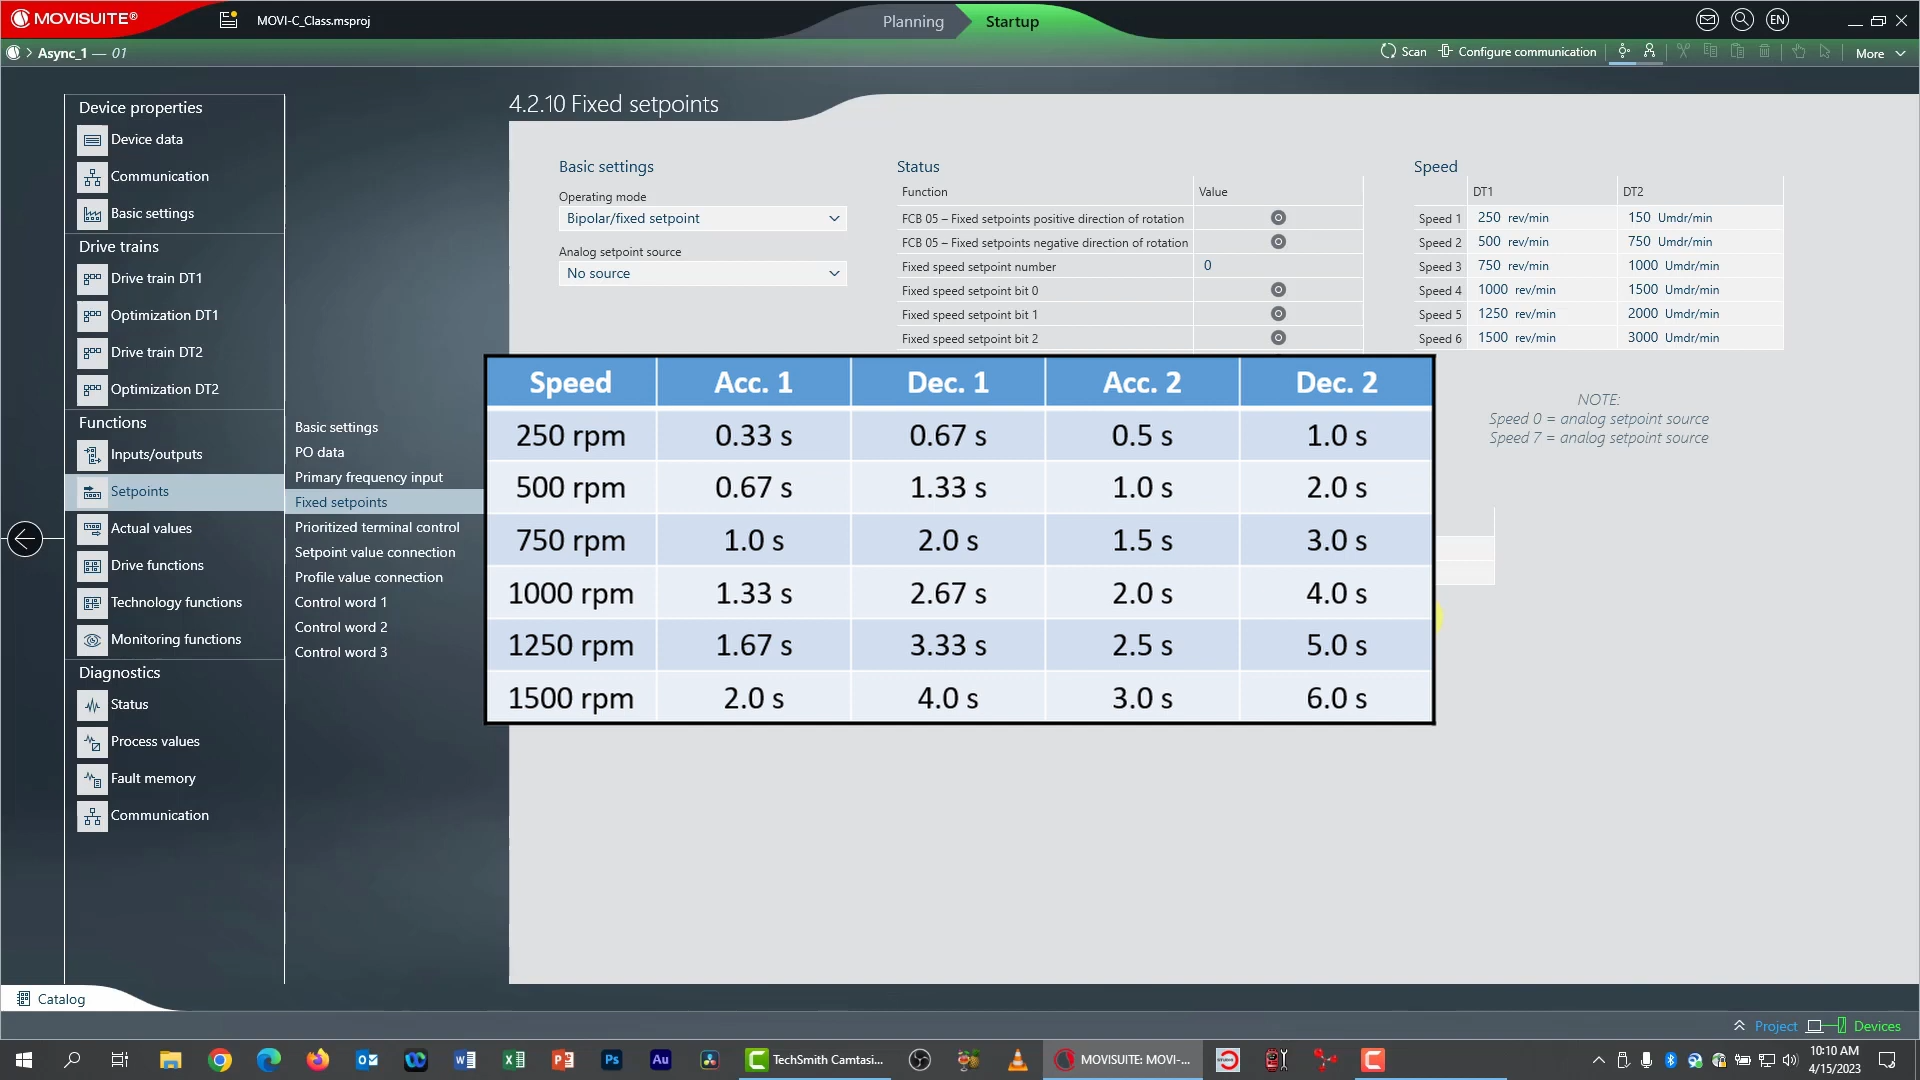 MOVISUITE®
MOVI-C_Class.msproj
Planning
Startup
EN
Async_1 — 01
Scan
Configure communication
More
Device properties
Device data
Communication
Basic settings
Drive trains
Drive train DT1
Optimization DT1
Drive train DT2
Optimization DT2
Functions
Inputs/outputs
Setpoints
Actual values
Drive functions
Technology functions
Monitoring functions
Diagnostics
Status
Process values
Fault memory
Communication
Basic settings
PO data
Primary frequency input
Fixed setpoints
Prioritized terminal control
Setpoint value connection
Profile value connection
Control word 1
Control word 2
Control word 3
4.2.10 Fixed setpoints
Basic settings
Operating mode
Bipolar/fixed setpoint
Analog setpoint source
No source
Status
Function Value
FCB 05 – Fixed setpoints positive direction of rotation
FCB 05 – Fixed setpoints negative direction of rotation
Fixed speed setpoint number 0
Fixed speed setpoint bit 0
Fixed speed setpoint bit 1
Fixed speed setpoint bit 2
Speed
DT1 DT2
Speed 1 250 rev/min 150 Umdr/min
Speed 2 500 rev/min 750 Umdr/min
Speed 3 750 rev/min 1000 Umdr/min
Speed 4 1000 rev/min 1500 Umdr/min
Speed 5 1250 rev/min 2000 Umdr/min
Speed 6 1500 rev/min 3000 Umdr/min
NOTE:
Speed 0 = analog setpoint source
Speed 7 = analog setpoint source
Speed Acc. 1 Dec. 1 Acc. 2 Dec. 2
250 rpm 0.33 s 0.67 s 0.5 s 1.0 s
500 rpm 0.67 s 1.33 s 1.0 s 2.0 s
750 rpm 1.0 s 2.0 s 1.5 s 3.0 s
1000 rpm 1.33 s 2.67 s 2.0 s 4.0 s
1250 rpm 1.67 s 3.33 s 2.5 s 5.0 s
1500 rpm 2.0 s 4.0 s 3.0 s 6.0 s
Catalog
Project
Devices
Ps
Au
TechSmith Camtasi...
MOVISUITE: MOVI-...
10:10 AM
4/15/2023